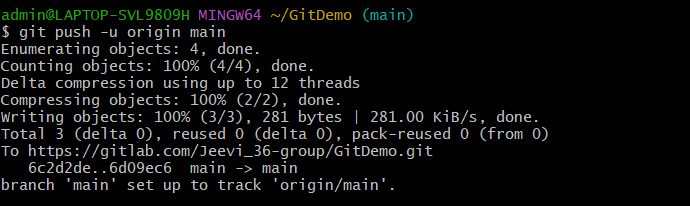 admin@LAPTOP-SVL98O9H MINGW64 ~/GitDemo (main)
$ git push -u origin main
Enumerating objects: 4, done.
Counting objects: 100% (4/4), done.
Delta compression using up to 12 threads
Compressing objects: 100% (2/2), done.
Writing objects: 100% (3/3), 281 bytes | 281.00 KiB/s, done.
Total 3 (delta 0), reused 0 (delta 0), pack-reused 0 (from 0)
To https://gitlab.com/Jeevi_36-group/GitDemo.git
   6c2d2de..6d09ec6  main -> main
branch 'main' set up to track 'origin/main'.